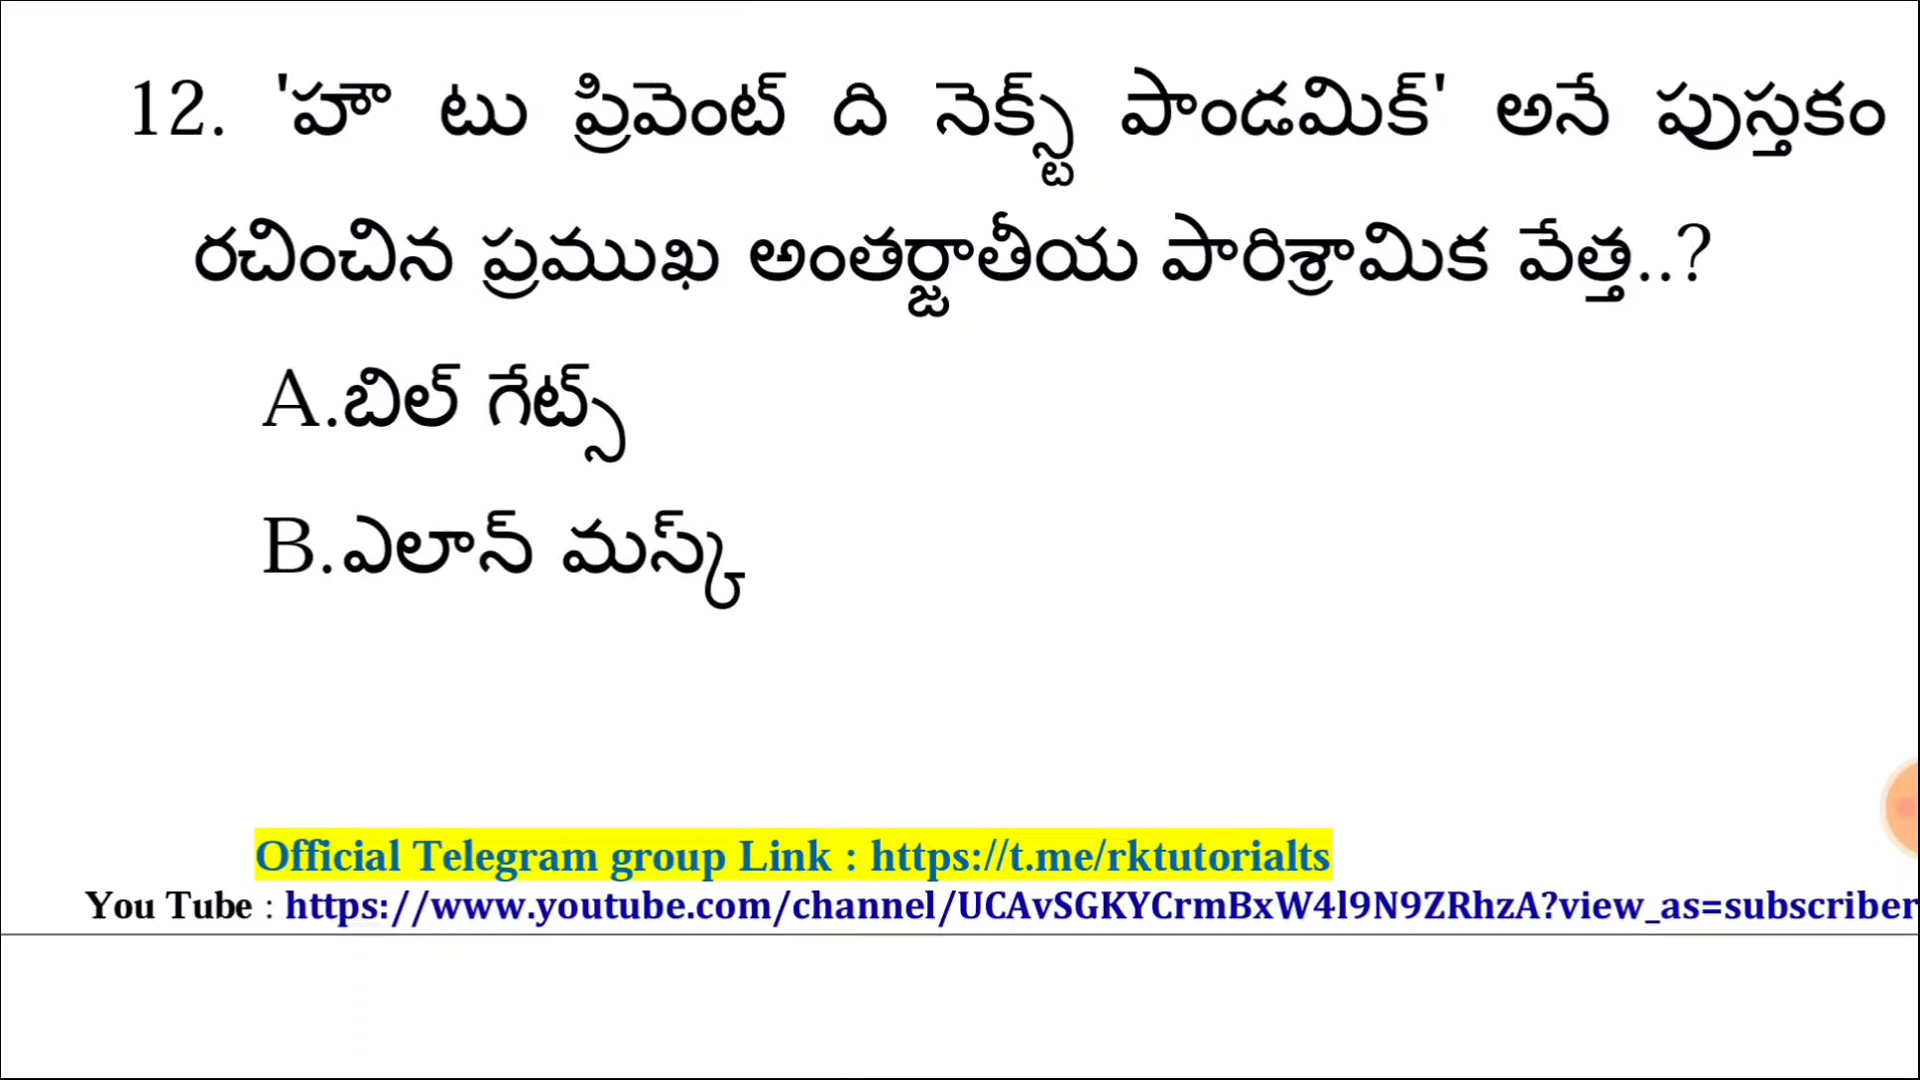 12. 'హౌ టు ప్రివెంట్ ది నెక్స్ట్ పాండమిక్' అనే పుస్తకం
రచించిన ప్రముఖ అంతర్జాతీయ పారిశ్రామిక వేత్త..?
A.బిల్ గేట్స్
B.ఎలాన్ మస్క్
Official Telegram group Link : https://t.me/rktutorialts
You Tube : https://www.youtube.com/channel/UCAvSGKYCrmBxW4l9N9ZRhzA?view_as=subscriber